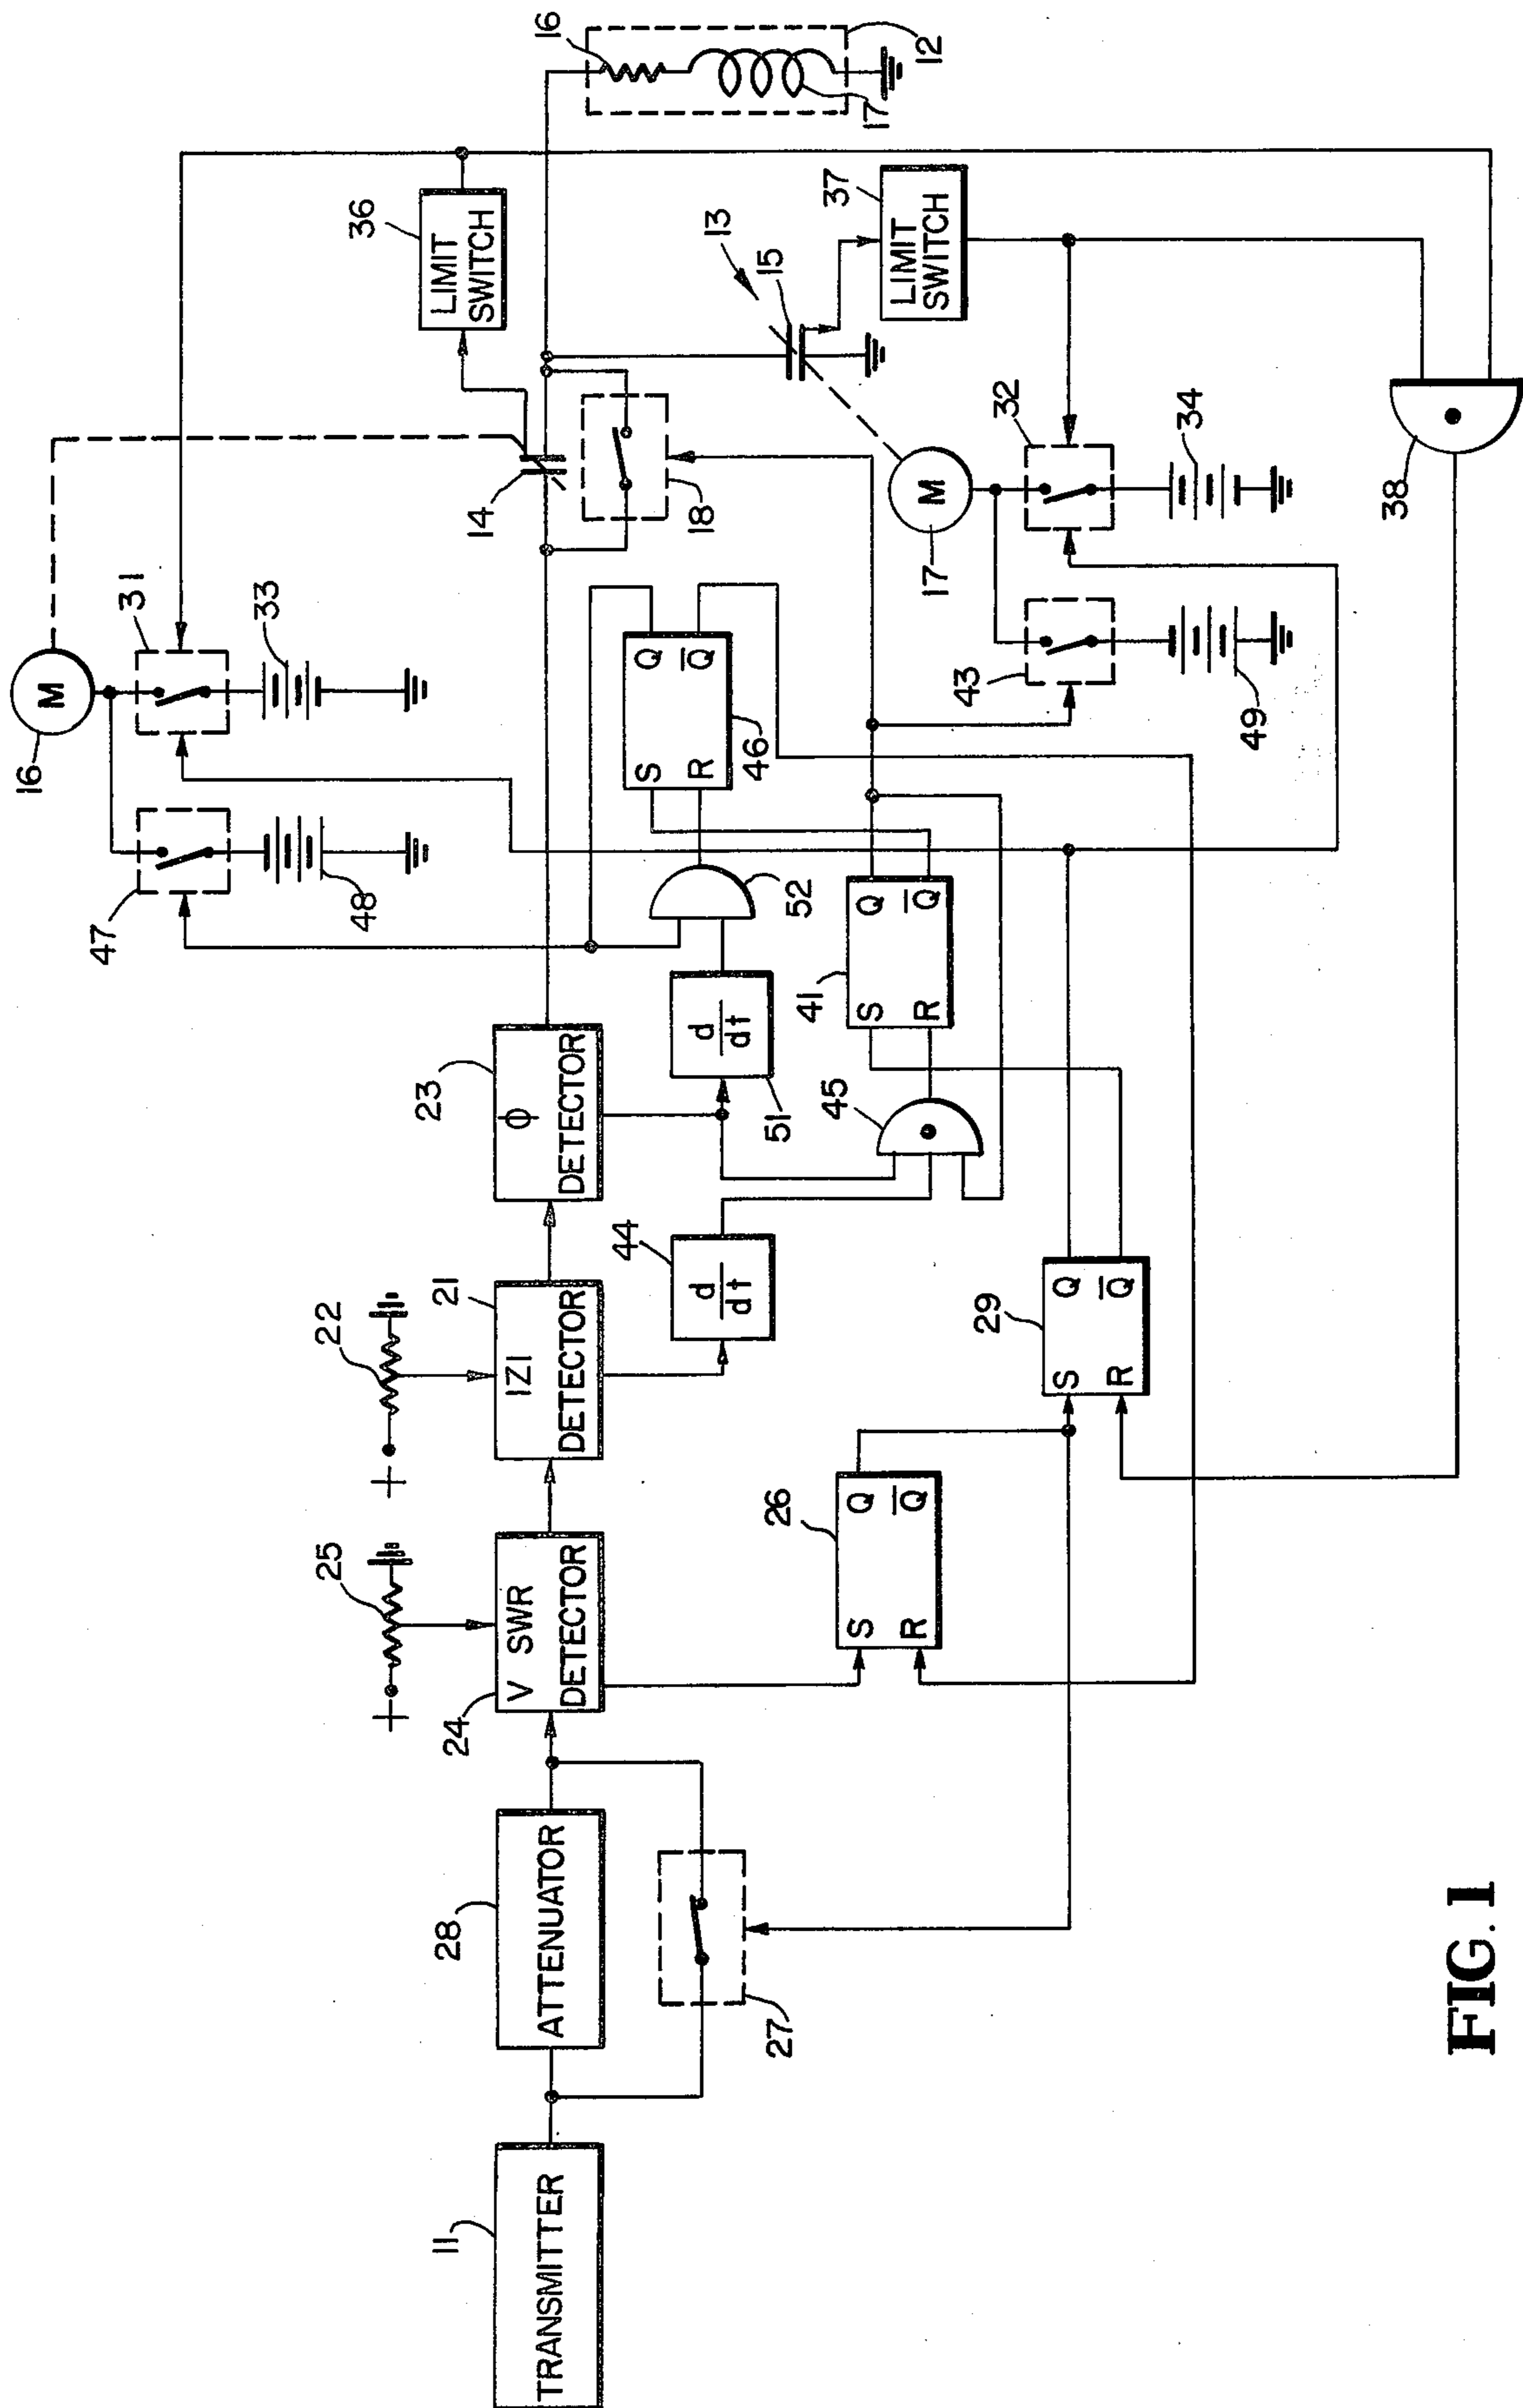 16
M
31
33
47
48
36
LIMIT
SWITCH
16
17
12
14
18
13
15
37
LIMIT
SWITCH
M
17
32
34
43
49
38
S
R
Q
Q̅
46
52
d
dt
51
S
R
Q
Q̅
41
45
23
ϕ
DETECTOR
22
+
21
|Z|
DETECTOR
44
d
dt
25
+
24
V SWR
DETECTOR
S
R
Q
Q̅
26
S
R
Q
Q̅
29
28
ATTENUATOR
27
11
TRANSMITTER
FIG. 1